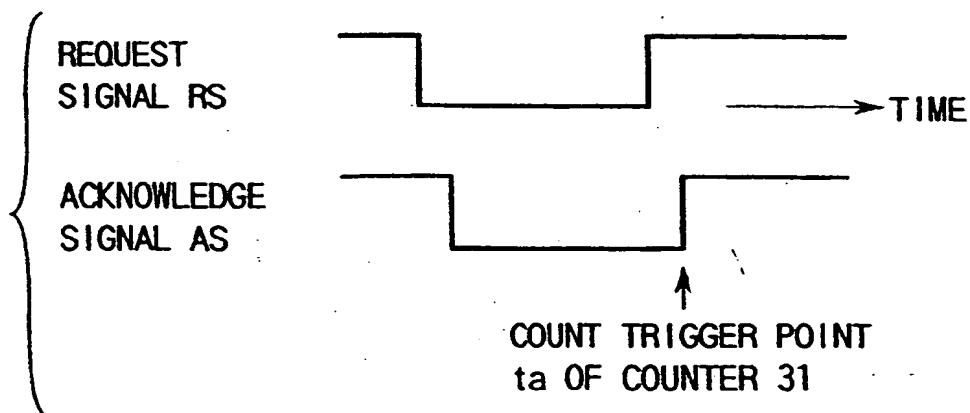 REQUEST
SIGNAL RS
TIME
ACKNOWLEDGE
SIGNAL AS
COUNT TRIGGER POINT
ta OF COUNTER 31